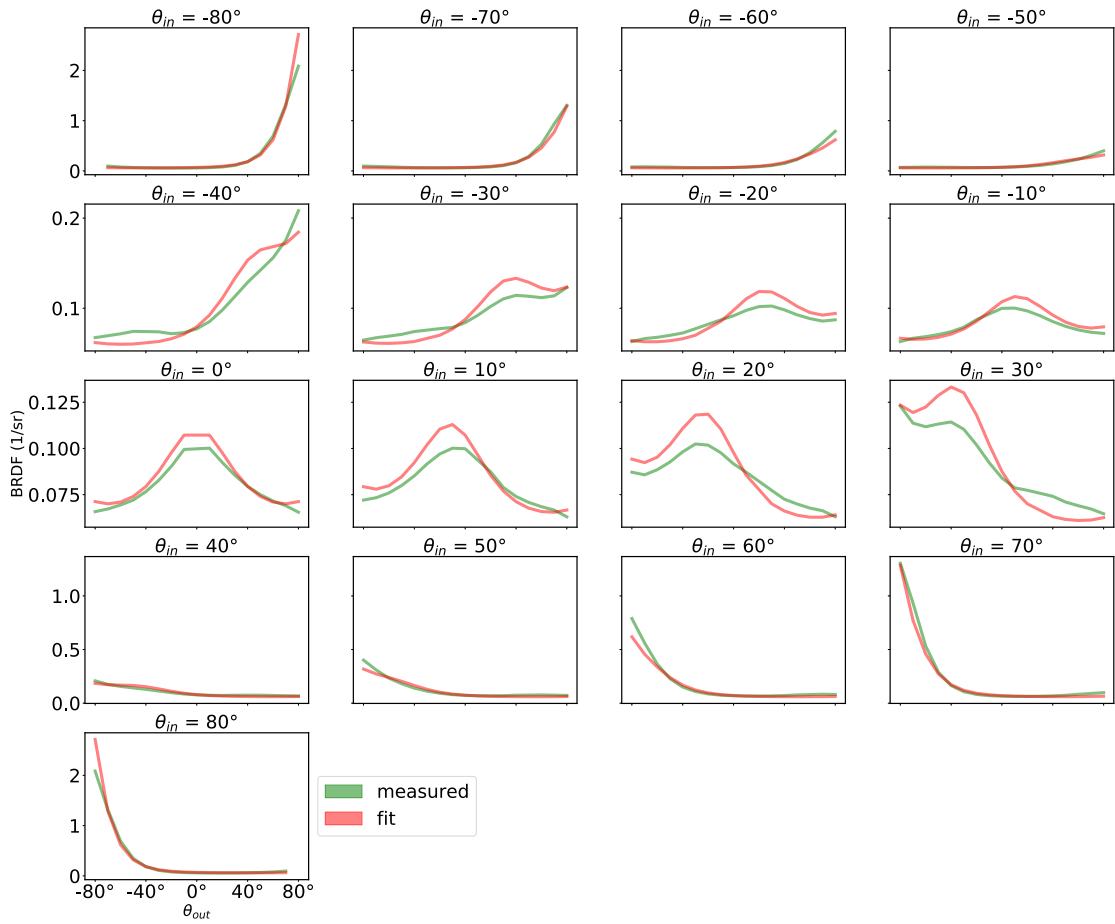 θin = -80° θin = -70° θin = -60° θin = -50°
2
1
0
θin = -40° θin = -30° θin = -20° θin = -10°
0.2
0.1
θin = 0° θin = 10° θin = 20° θin = 30°
0.125
0.100
0.075
BRDF (1/sr)
θin = 40° θin = 50° θin = 60° θin = 70°
1.0
0.5
0.0
θin = 80°
2
1
0
-80° -40° 0° 40° 80°
θout
measured
fit